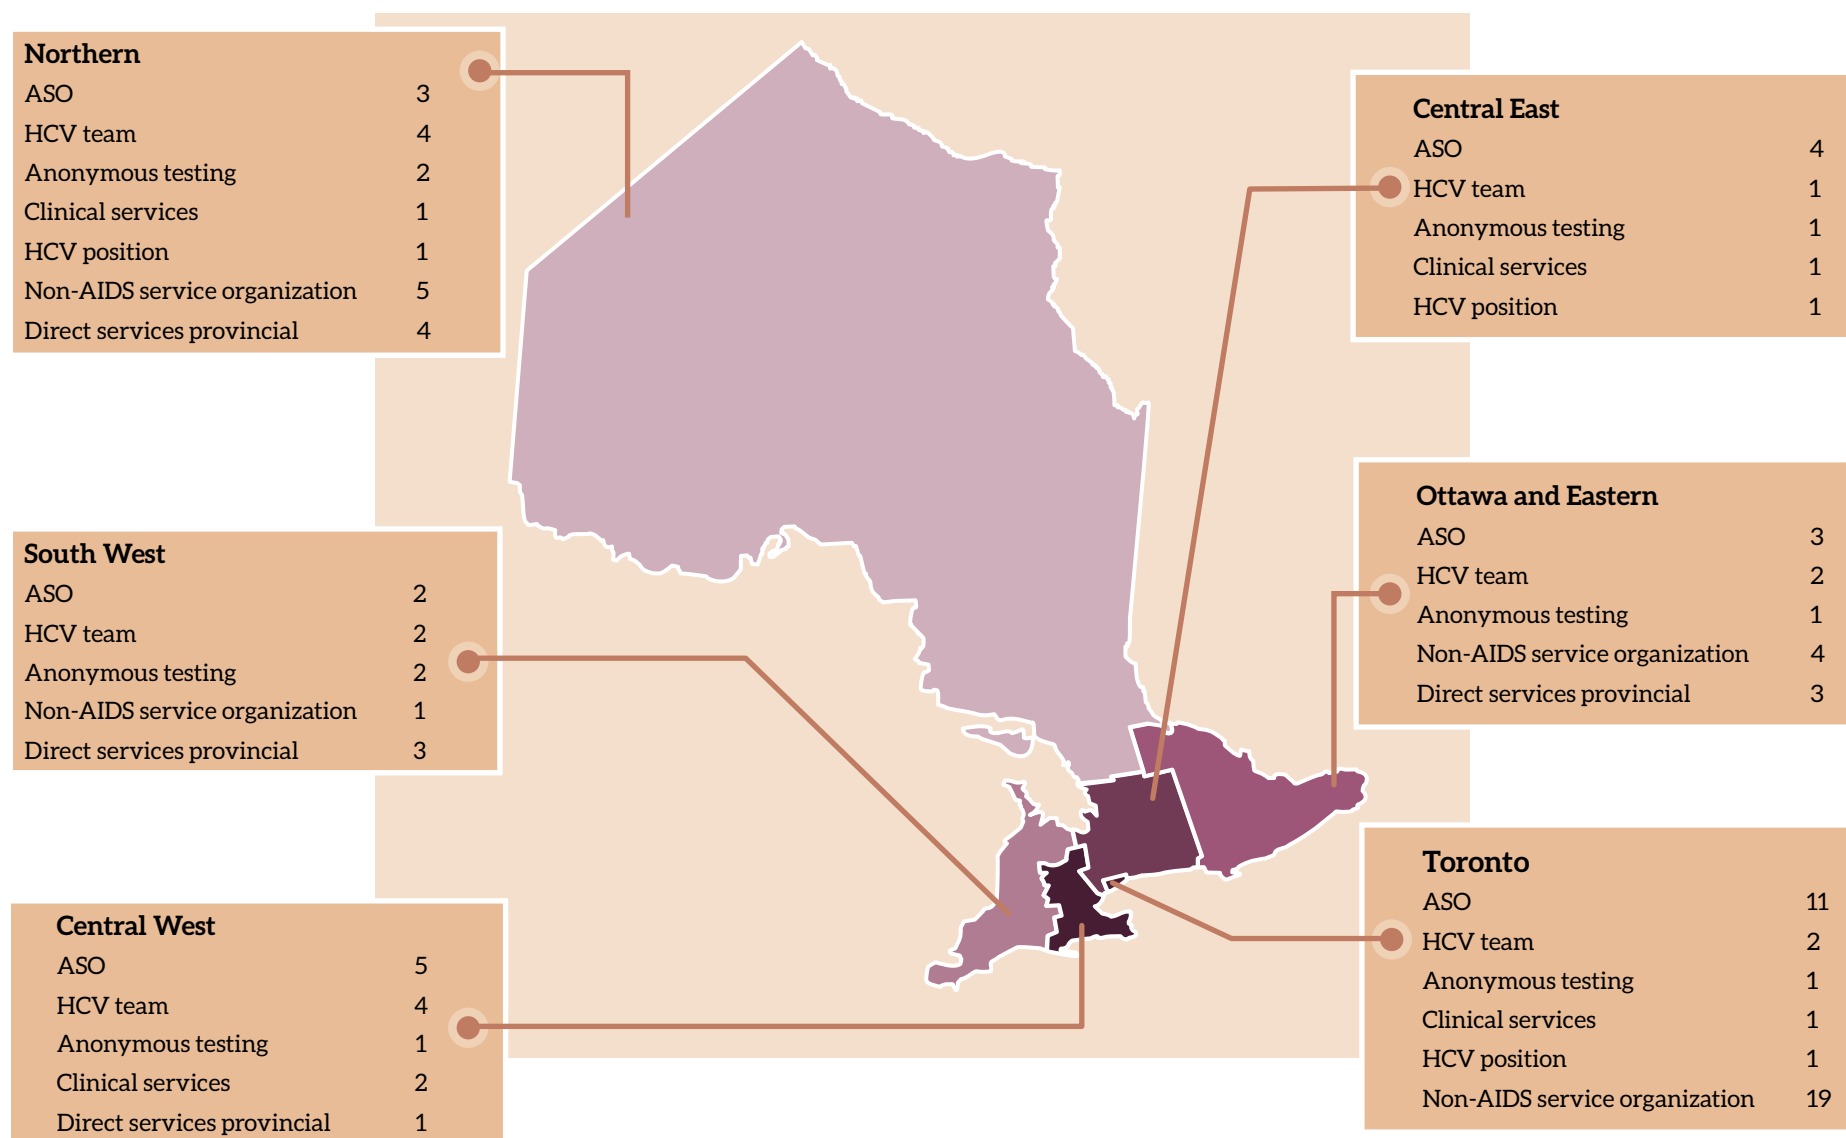 Northern
ASO 3
HCV team 4
Anonymous testing 2
Clinical services 1
HCV position 1
Non-AIDS service organization 5
Direct services provincial 4
South West
ASO 2
HCV team 2
Anonymous testing 2
Non-AIDS service organization 1
Direct services provincial 3
Central West
ASO 5
HCV team 4
Anonymous testing 1
Clinical services 2
Direct services provincial 1
Central East
ASO 4
HCV team 1
Anonymous testing 1
Clinical services 1
HCV position 1
Ottawa and Eastern
ASO 3
HCV team 2
Anonymous testing 1
Non-AIDS service organization 4
Direct services provincial 3
Toronto
ASO 11
HCV team 2
Anonymous testing 1
Clinical services 1
HCV position 1
Non-AIDS service organization 19